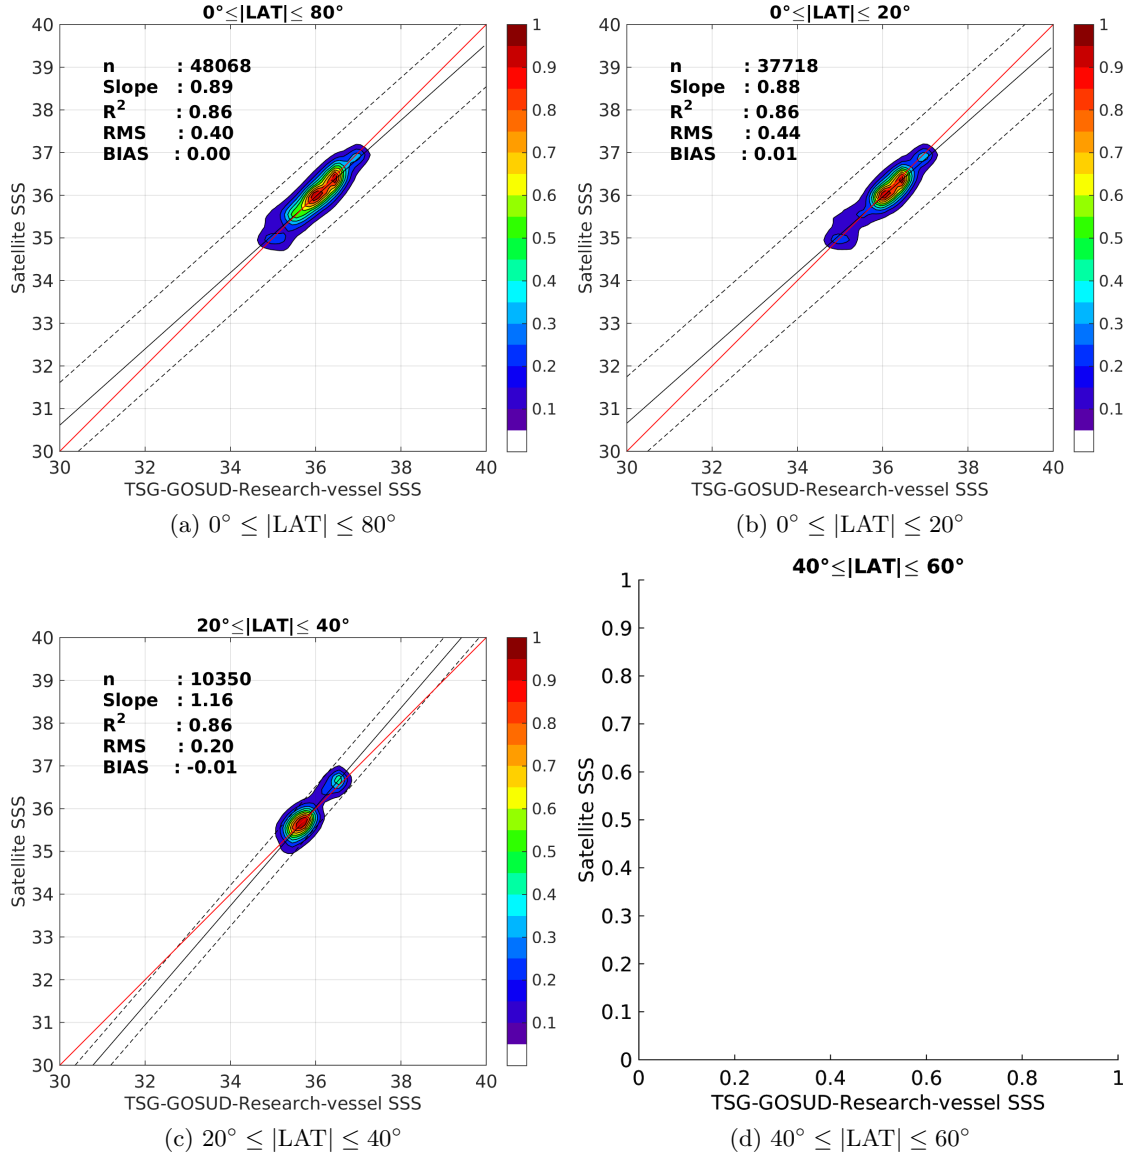 0°≤|LAT|≤ 80°
40
39
38
37
36
35
34
33
32
31
30
Satellite SSS
n : 48068
Slope : 0.89
R² : 0.86
RMS : 0.40
BIAS : 0.00
30 32 34 36 38 40
TSG-GOSUD-Research-vessel SSS
1
0.9
0.8
0.7
0.6
0.5
0.4
0.3
0.2
0.1
(a) 0° ≤ |LAT| ≤ 80°
0°≤|LAT|≤ 20°
40
39
38
37
36
35
34
33
32
31
30
Satellite SSS
n : 37718
Slope : 0.88
R² : 0.86
RMS : 0.44
BIAS : 0.01
30 32 34 36 38 40
TSG-GOSUD-Research-vessel SSS
1
0.9
0.8
0.7
0.6
0.5
0.4
0.3
0.2
0.1
(b) 0° ≤ |LAT| ≤ 20°
20°≤|LAT|≤ 40°
40
39
38
37
36
35
34
33
32
31
30
Satellite SSS
n : 10350
Slope : 1.16
R² : 0.86
RMS : 0.20
BIAS : -0.01
30 32 34 36 38 40
TSG-GOSUD-Research-vessel SSS
1
0.9
0.8
0.7
0.6
0.5
0.4
0.3
0.2
0.1
(c) 20° ≤ |LAT| ≤ 40°
40°≤|LAT|≤ 60°
1
0.9
0.8
0.7
0.6
0.5
0.4
0.3
0.2
0.1
0
Satellite SSS
0 0.2 0.4 0.6 0.8 1
TSG-GOSUD-Research-vessel SSS
(d) 40° ≤ |LAT| ≤ 60°